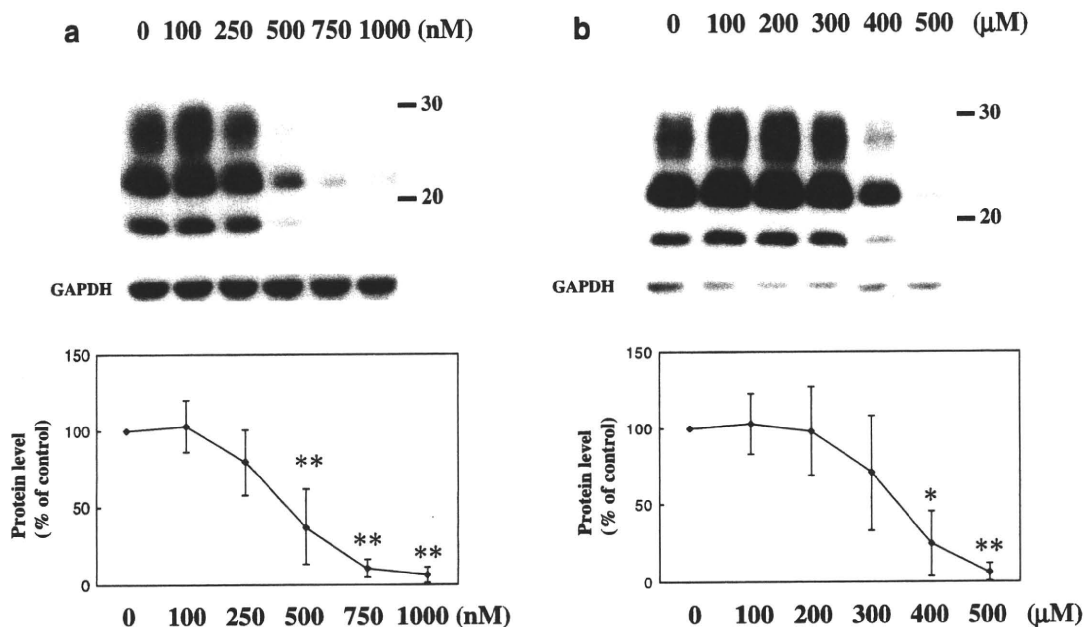 a 0 100 250 500 750 1000 (nM)
30
20
GAPDH
150
100
50
0
Protein level
(% of control)
**
**
**
0 100 250 500 750 1000 (nM)
b 0 100 200 300 400 500 (μM)
30
20
GAPDH
150
100
50
0
Protein level
(% of control)
*
**
0 100 200 300 400 500 (μM)